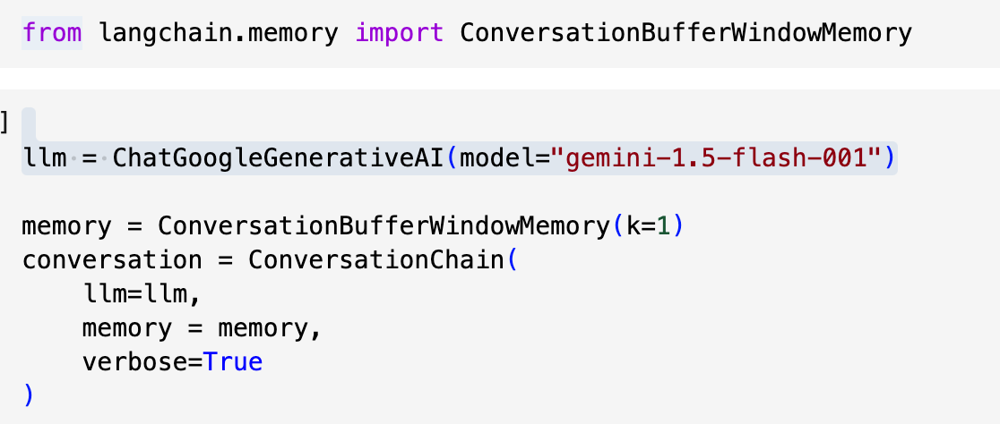 from langchain.memory import ConversationBufferWindowMemory
]
llm = ChatGoogleGenerativeAI(model="gemini-1.5-flash-001")
memory = ConversationBufferWindowMemory(k=1)
conversation = ConversationChain(
    llm=llm,
    memory = memory,
    verbose=True
)